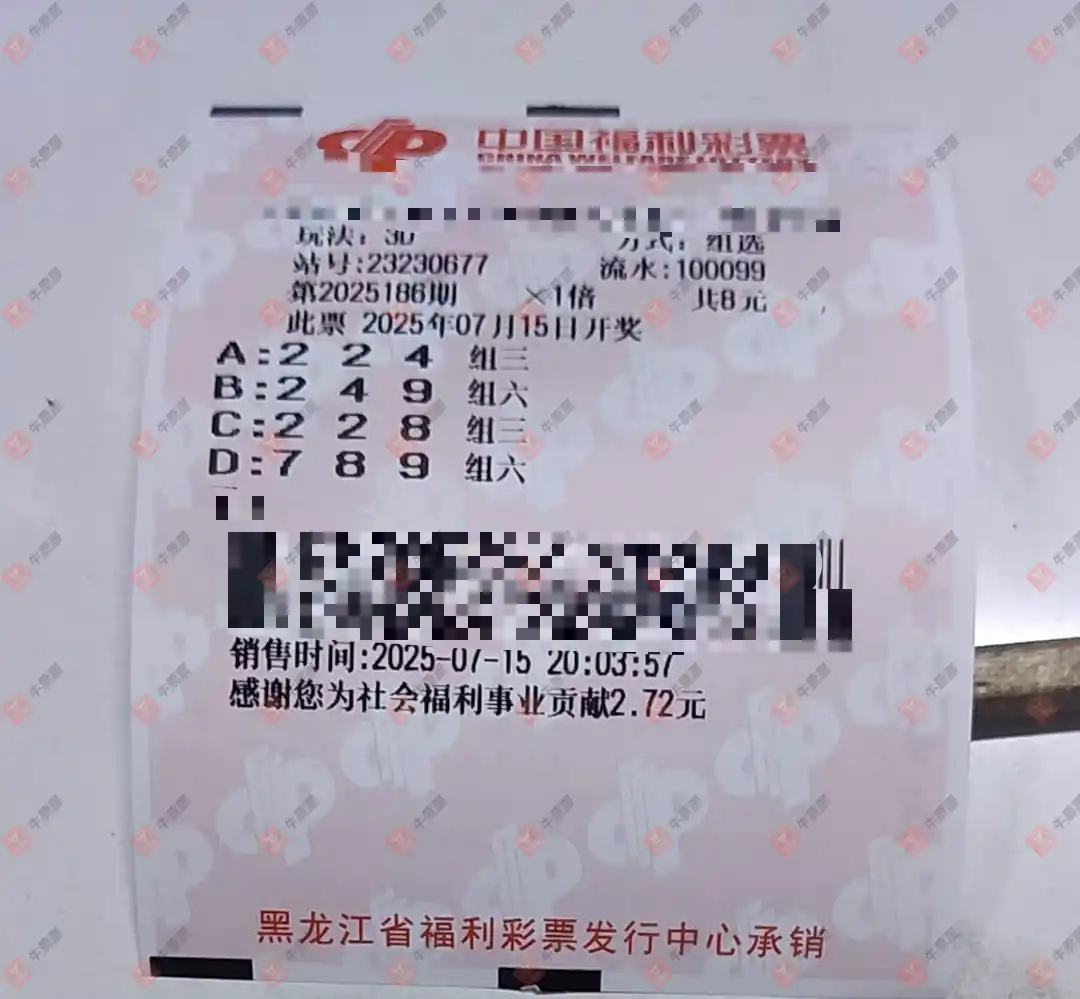 中国福利彩票
CHINA WELFARE LOTTERY
玩法：3D 方式：组选
站号:23230677 流水:100099
第2025186期 ×1倍 共8元
此票 2025年07月15日开奖
A:2 2 4 组三
B:2 4 9 组六
C:2 2 8 组三
D:7 8 9 组六
销售时间:2025-07-15 20:03:57
感谢您为社会福利事业贡献2.72元
黑龙江省福利彩票发行中心承销